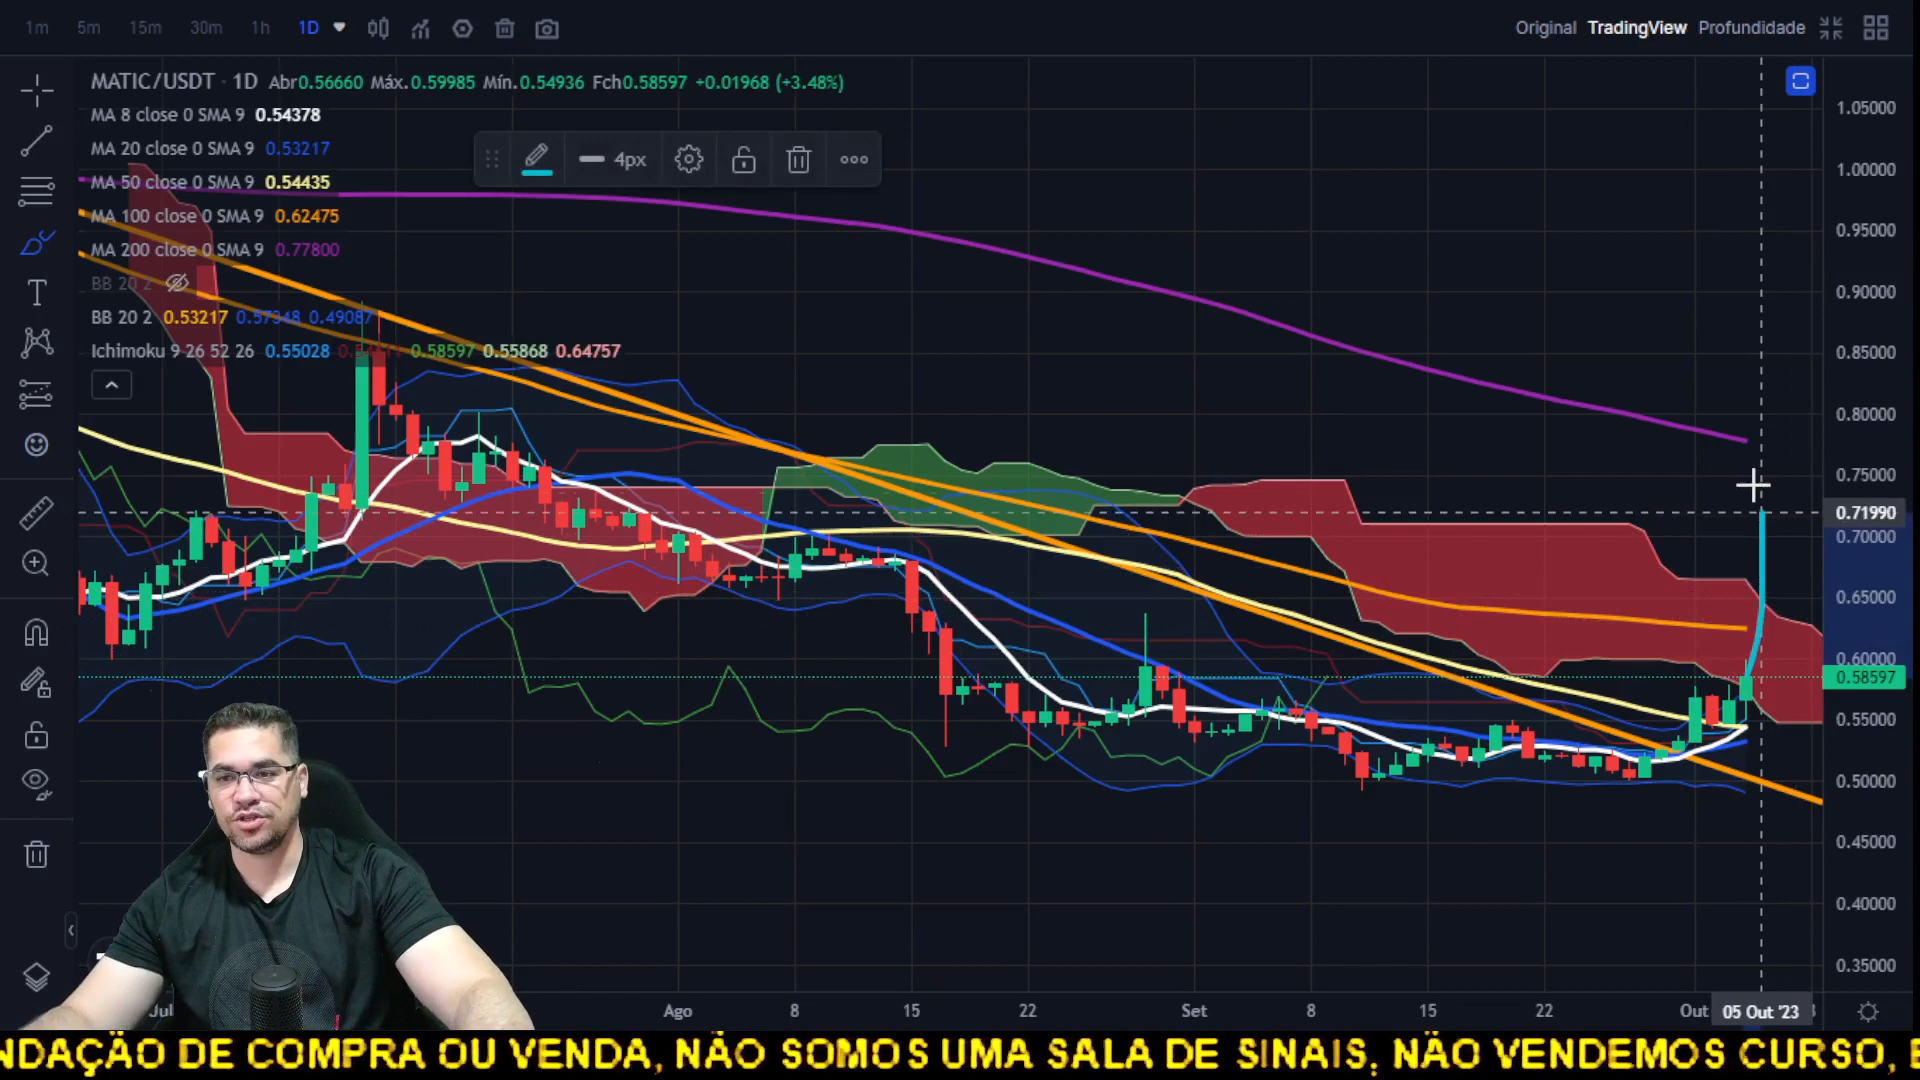 1m 5m 15m 30m 1h 1D
Original TradingView Profundidade
MATIC/USDT · 1D Abr0.56660 Máx.0.59985 Mín.0.54936 Fch0.58597 +0.01968 (+3.48%)
MA 8 close 0 SMA 9 0.54378
MA 20 close 0 SMA 9 0.53217
MA 50 close 0 SMA 9 0.54435
MA 100 close 0 SMA 9 0.62475
MA 200 close 0 SMA 9 0.77800
BB 20 2
BB 20 2 0.53217 0.57348 0.49087
Ichimoku 9 26 52 26 0.55028 0.58597 0.55868 0.64757
4px
1.05000
1.00000
0.95000
0.90000
0.85000
0.80000
0.75000
0.71990
0.70000
0.65000
0.60000
0.58597
0.55000
0.50000
0.45000
0.40000
0.35000
Jul Ago 8 15 22 Set 8 15 22 Out 05 Out '23
NDAÇÃO DE COMPRA OU VENDA, NÃO SOMOS UMA SALA DE SINAIS, NÃO VENDEMOS CURSO, E